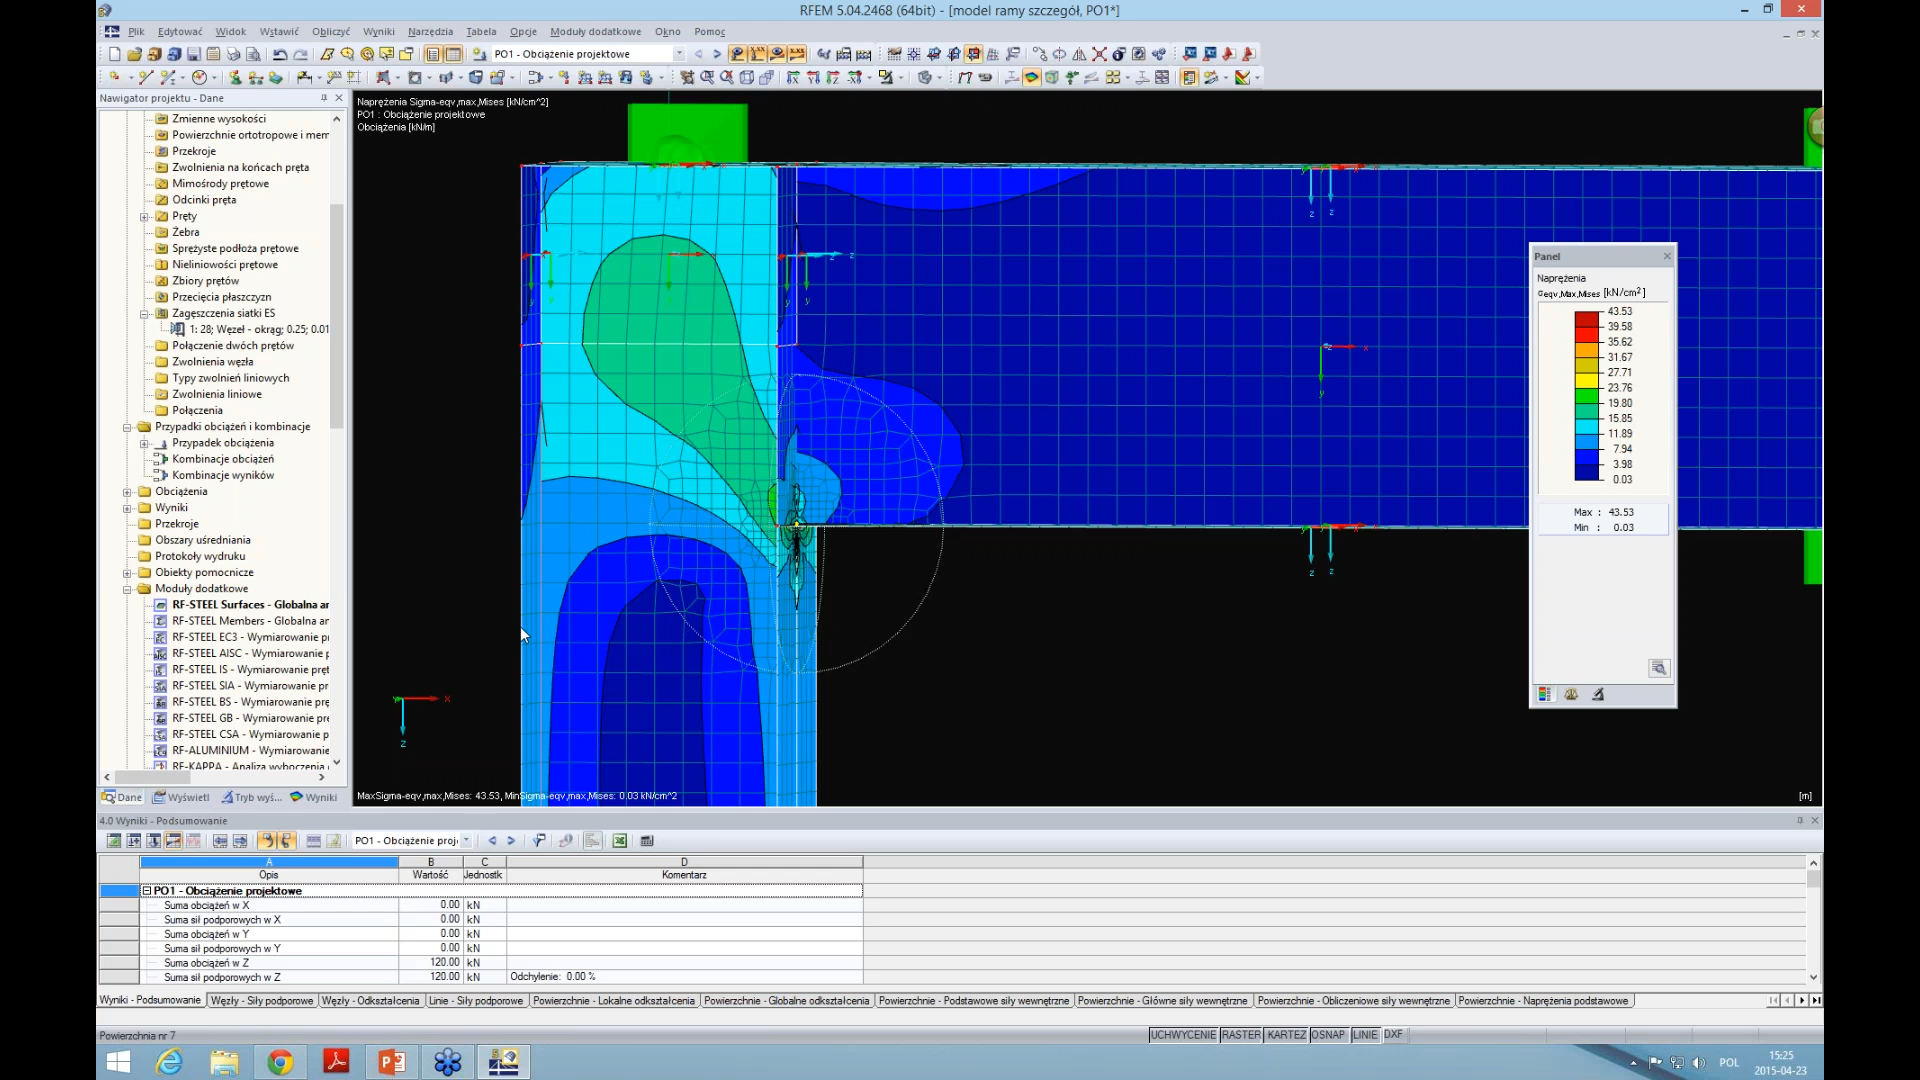 RFEM 5.04.2468 (64bit) - [model ramy szczegół, PO1*]
Plik Edytować Widok Wstawić Obliczyć Wyniki Narzędzia Tabela Opcje Moduły dodatkowe Okno Pomoc
PO1 - Obciążenie projektowe
Nawigator projektu - Dane
Zmienne wysokości
Powierzchnie ortotropowe i mem
Przekroje
Zwolnienia na końcach pręta
Mimośrody prętowe
Odcinki pręta
Pręty
Żebra
Sprężyste podłoża prętowe
Nieliniowości prętowe
Zbiory prętów
Przecięcia płaszczyzn
Zagęszczenia siatki ES
1: 28; Węzeł - okrąg; 0.25; 0.01
Połączenie dwóch prętów
Zwolnienia węzła
Typy zwolnień liniowych
Zwolnienia liniowe
Połączenia
Przypadki obciążeń i kombinacje
Przypadek obciążenia
Kombinacje obciążeń
Kombinacje wyników
Obciążenia
Wyniki
Przekroje
Obszary uśredniania
Protokoły wydruku
Obiekty pomocnicze
Moduły dodatkowe
RF-STEEL Surfaces - Globalna ar
RF-STEEL Members - Globalna ar
RF-STEEL EC3 - Wymiarowanie p
RF-STEEL AISC - Wymiarowanie p
RF-STEEL IS - Wymiarowanie pręt
RF-STEEL SIA - Wymiarowanie pr
RF-STEEL BS - Wymiarowanie prę
RF-STEEL GB - Wymiarowanie prę
RF-STEEL CSA - Wymiarowanie p
RF-ALUMINIUM - Wymiarowanie
RF-KAPPA - Analiza wyboczenia
Dane Wyświetl Tryb wyś... Wyniki
Naprężenia Sigma-eqv,max,Mises [kN/cm^2]
PO1 : Obciążenie projektowe
Obciążenia [kN/m]
MaxSigma-eqv,max,Mises: 43.53, MinSigma-eqv,max,Mises: 0.03 kN/cm^2
[m]
Panel
Naprężenia
σeqv,Max,Mises [kN/cm2]
43.53
39.58
35.62
31.67
27.71
23.76
19.80
15.85
11.89
7.94
3.98
0.03
Max : 43.53
Min : 0.03
4.0 Wyniki - Podsumowanie
PO1 - Obciążenie proj
A B C D
Opis Wartość Jednostk Komentarz
PO1 - Obciążenie projektowe
Suma obciążeń w X 0.00 kN
Suma sił podporowych w X 0.00 kN
Suma obciążeń w Y 0.00 kN
Suma sił podporowych w Y 0.00 kN
Suma obciążeń w Z 120.00 kN
Suma sił podporowych w Z 120.00 kN Odchylenie: 0.00 %
Wyniki - Podsumowanie Węzły - Siły podporowe Węzły - Odkształcenia Linie - Siły podporowe Powierzchnie - Lokalne odkształcenia Powierzchnie - Globalne odkształcenia Powierzchnie - Podstawowe siły wewnętrzne Powierzchnie - Główne siły wewnętrzne Powierzchnie - Obliczeniowe siły wewnętrzne Powierzchnie - Naprężenia podstawowe
Powierzchnia nr 7
UCHWYCENIE RASTER KARTEZ OSNAP LINIE DXF
POL
15:25
2015-04-23